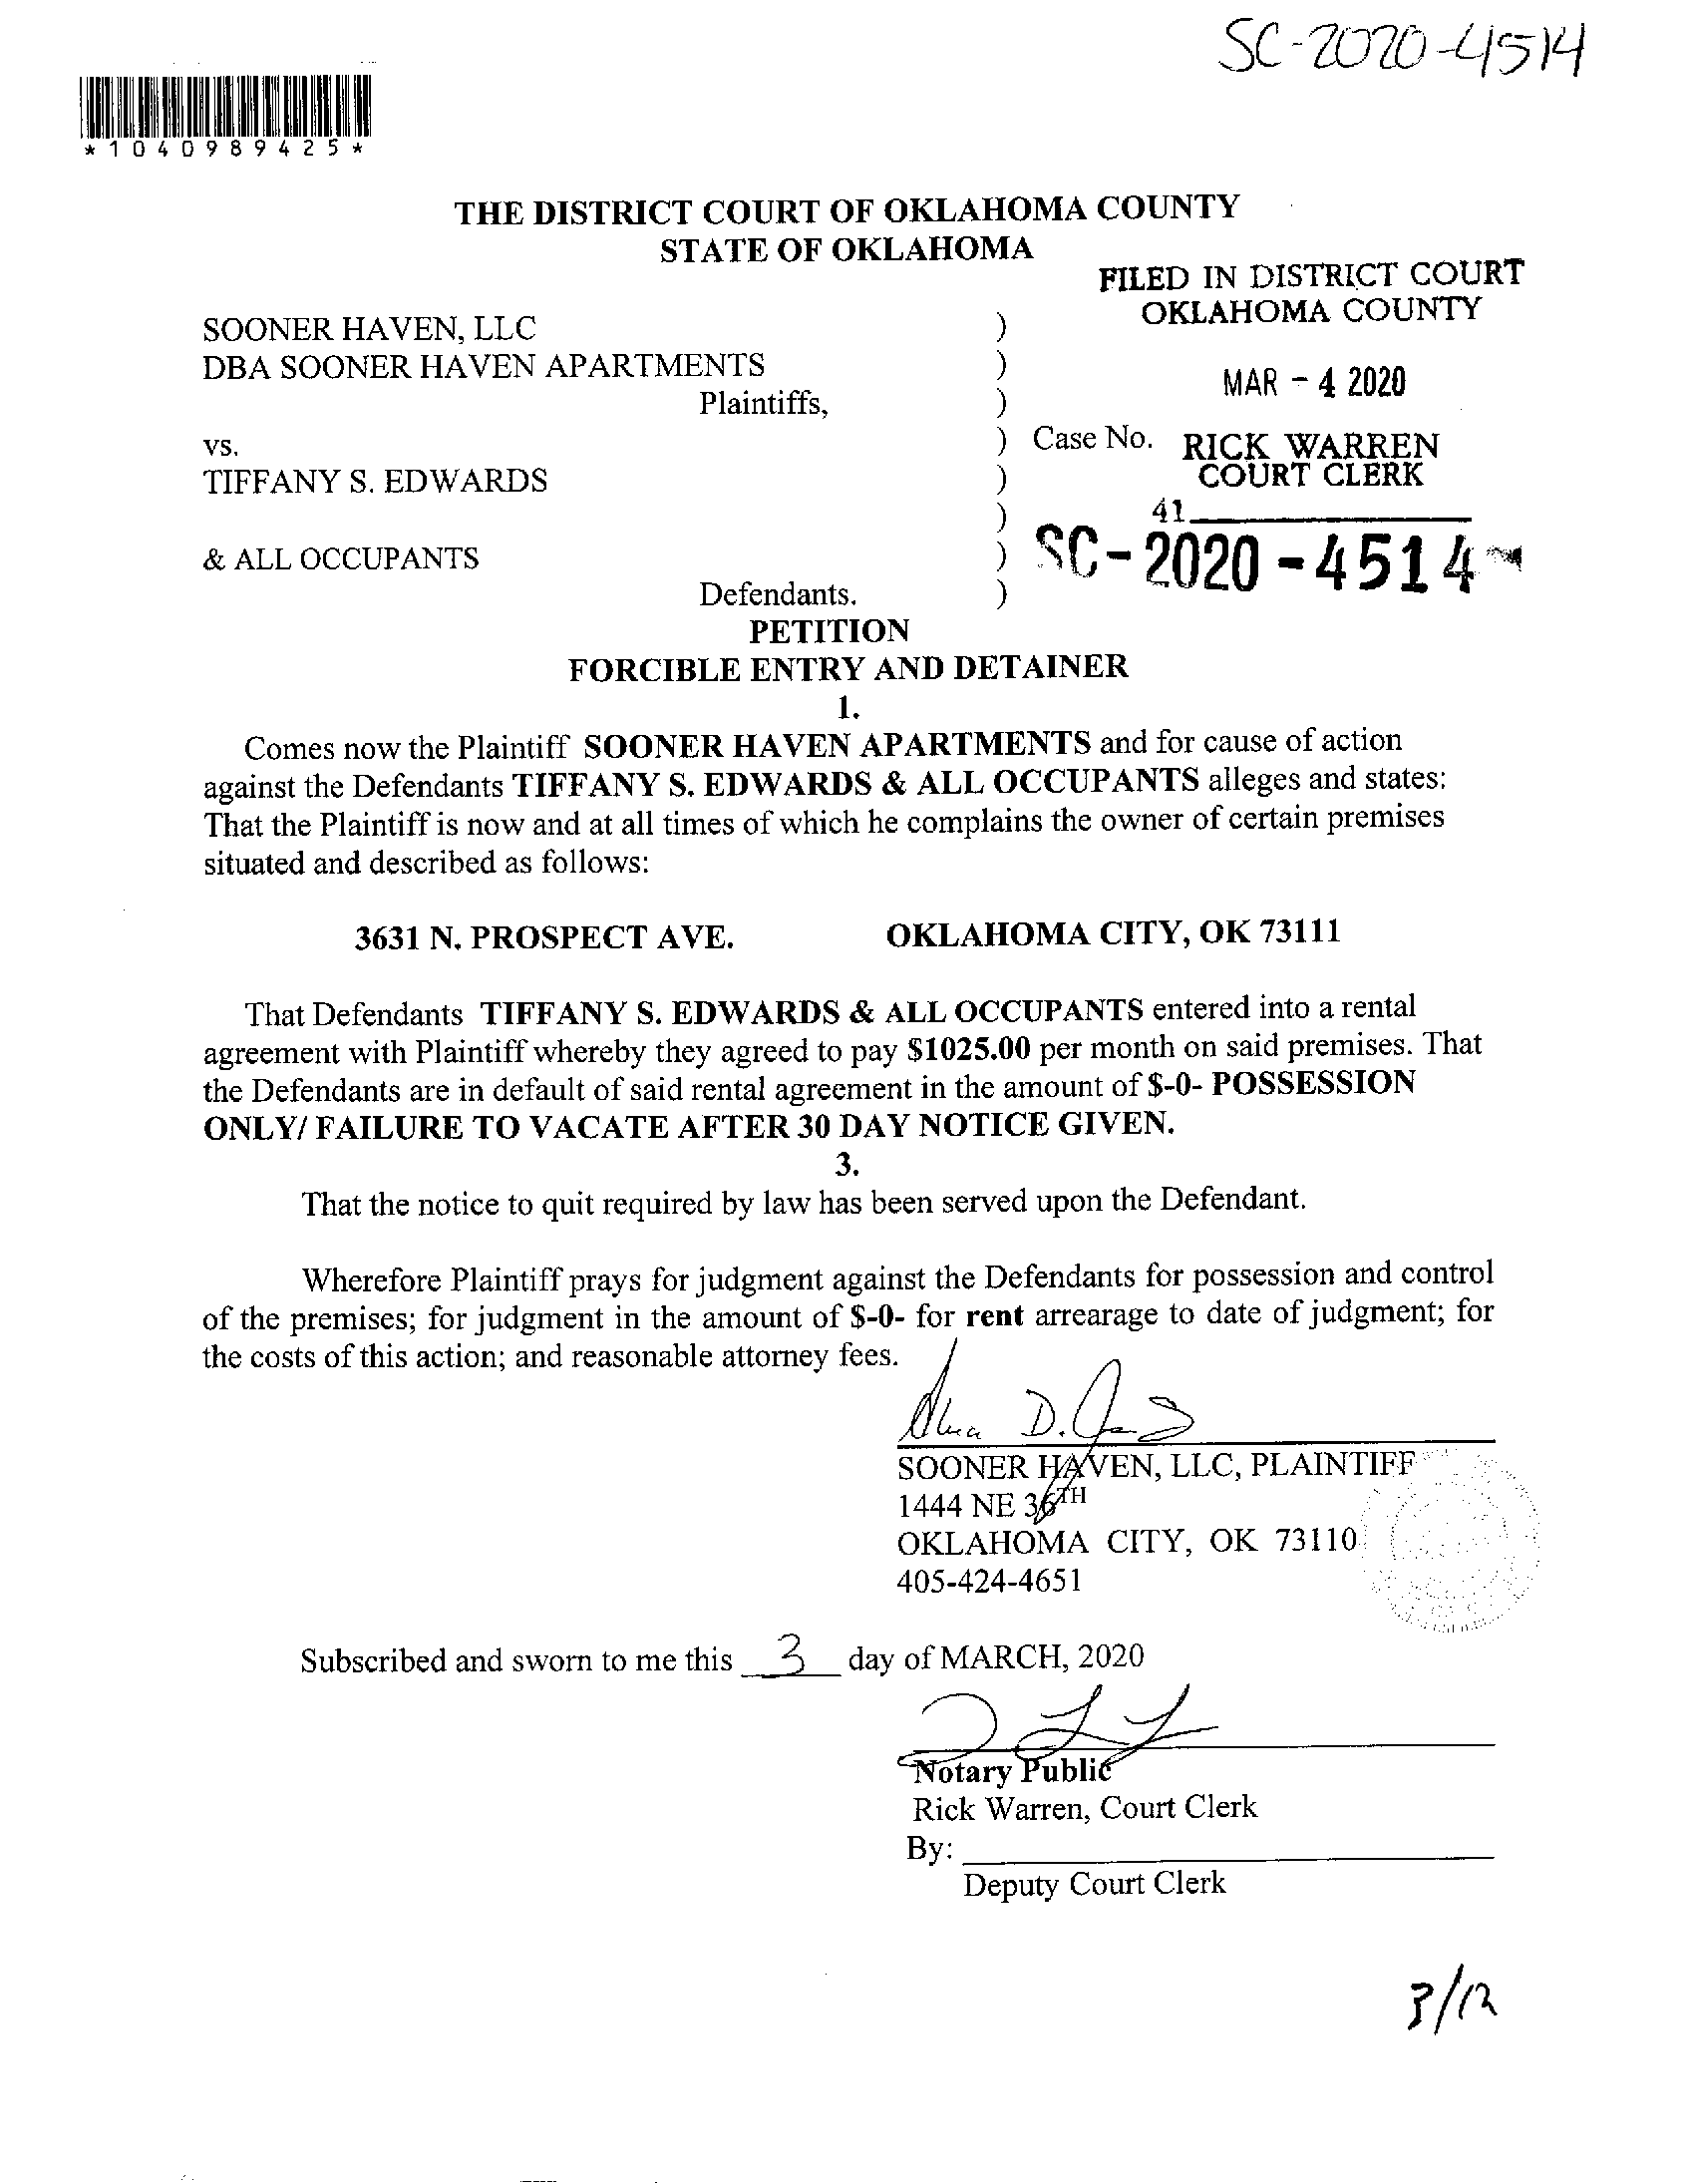 SC-2020-4514
*1040989425*
THE DISTRICT COURT OF OKLAHOMA COUNTY
STATE OF OKLAHOMA
FILED IN DISTRICT COURT
OKLAHOMA COUNTY
SOONER HAVEN, LLC )
DBA SOONER HAVEN APARTMENTS )
MAR - 4 2020
Plaintiffs, )
vs. ) Case No. RICK WARREN
COURT CLERK
TIFFANY S. EDWARDS )
) 41
& ALL OCCUPANTS ) SC-2020-4514
Defendants. )
PETITION
FORCIBLE ENTRY AND DETAINER
1.
Comes now the Plaintiff SOONER HAVEN APARTMENTS and for cause of action
against the Defendants TIFFANY S. EDWARDS & ALL OCCUPANTS alleges and states:
That the Plaintiff is now and at all times of which he complains the owner of certain premises
situated and described as follows:
3631 N. PROSPECT AVE. OKLAHOMA CITY, OK 73111
That Defendants TIFFANY S. EDWARDS & ALL OCCUPANTS entered into a rental
agreement with Plaintiff whereby they agreed to pay $1025.00 per month on said premises. That
the Defendants are in default of said rental agreement in the amount of $-0- POSSESSION
ONLY/ FAILURE TO VACATE AFTER 30 DAY NOTICE GIVEN.
3.
That the notice to quit required by law has been served upon the Defendant.
Wherefore Plaintiff prays for judgment against the Defendants for possession and control
of the premises; for judgment in the amount of $-0- for rent arrearage to date of judgment; for
the costs of this action; and reasonable attorney fees.
SOONER HAVEN, LLC, PLAINTIFF
1444 NE 36TH
OKLAHOMA CITY, OK 73110
405-424-4651
Subscribed and sworn to me this 3 day of MARCH, 2020
Notary Public
Rick Warren, Court Clerk
By:
Deputy Court Clerk
3/12